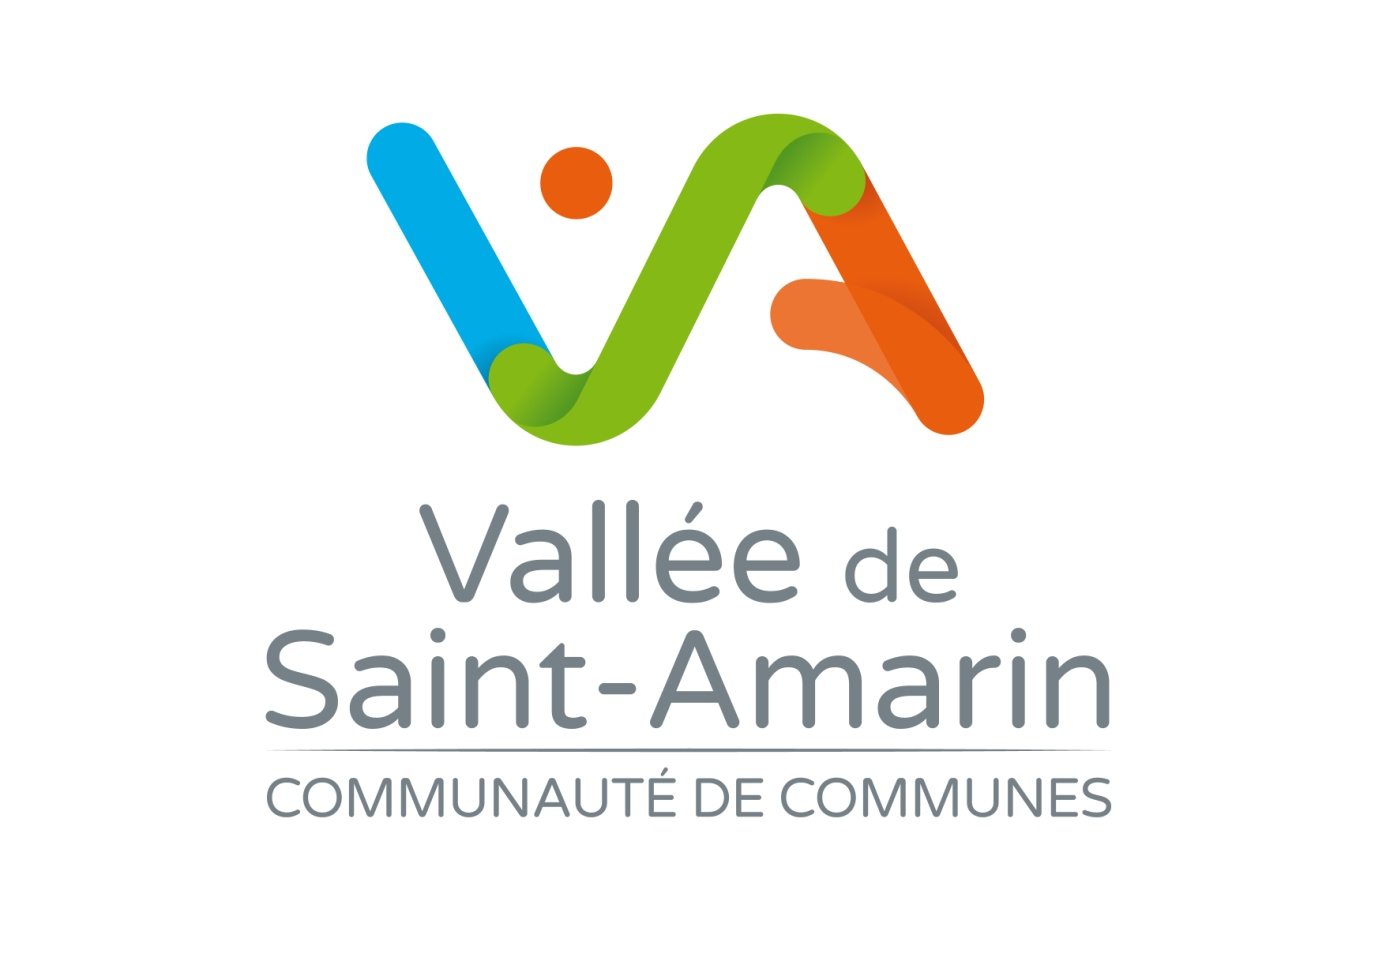 Vallée de
Saint-Amarin
COMMUNAUTÉ DE COMMUNES